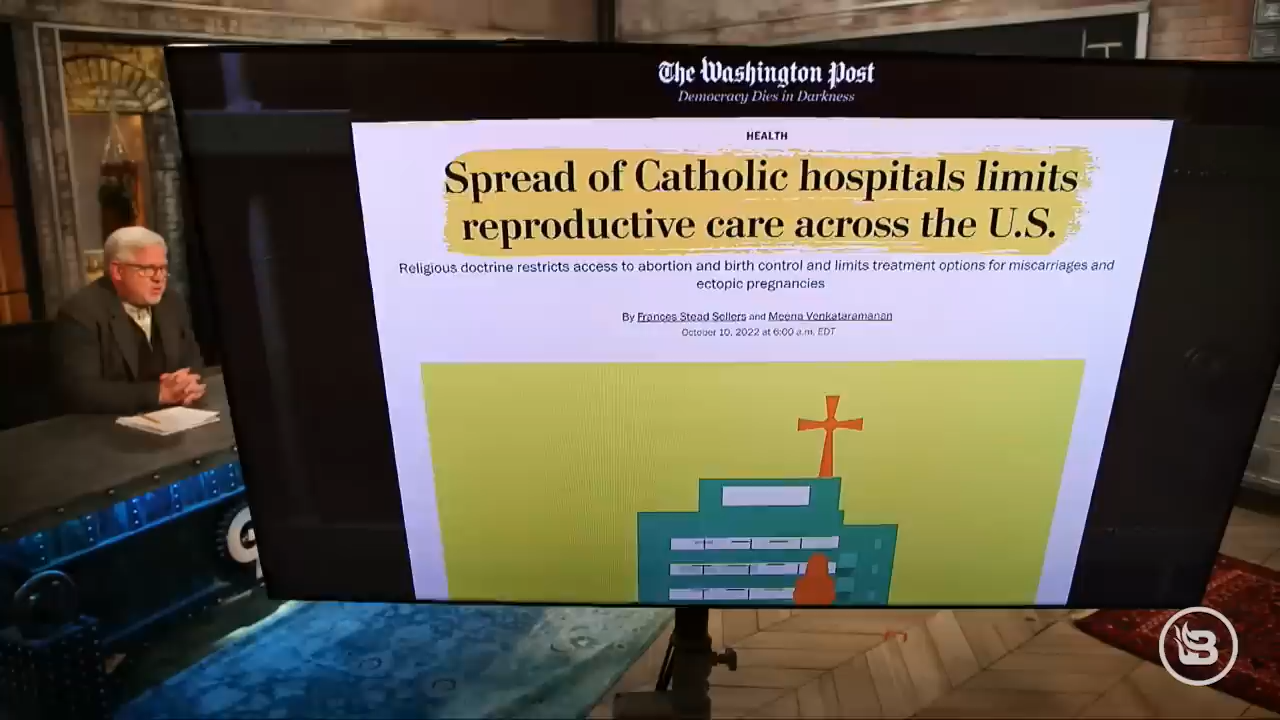 The Washington Post
Democracy Dies in Darkness
HEALTH
Spread of Catholic hospitals limits
reproductive care across the U.S.
Religious doctrine restricts access to abortion and birth control and limits treatment options for miscarriages and
ectopic pregnancies
By Frances Stead Sellers and Meena Venkataramanan
October 10, 2022 at 6:00 a.m. EDT
B